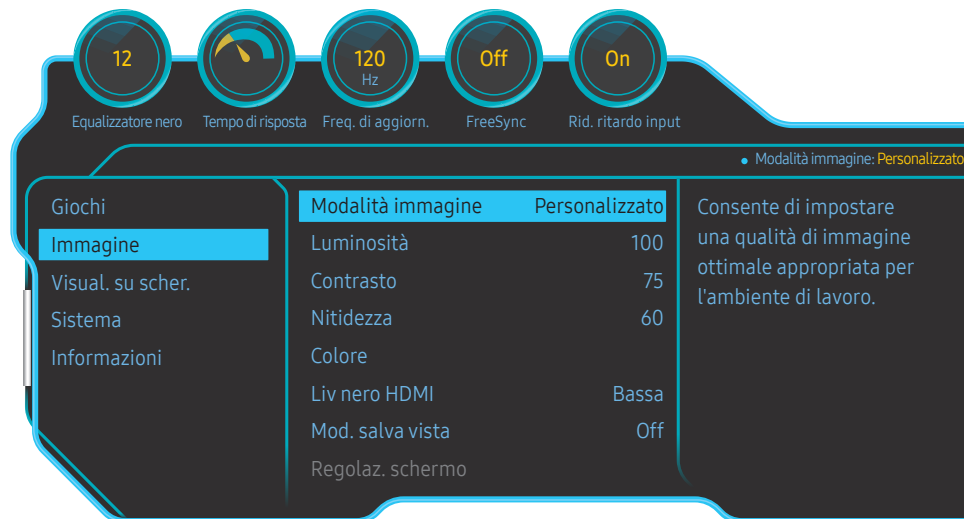 12
120
Hz
Off
On
Equalizzatore nero
Tempo di risposta
Freq. di aggiorn.
FreeSync
Rid. ritardo input
Modalità immagine: Personalizzato
Giochi
Immagine
Visual. su scher.
Sistema
Informazioni
Modalità immagine Personalizzato
Luminosità 100
Contrasto 75
Nitidezza 60
Colore
Liv nero HDMI Bassa
Mod. salva vista Off
Regolaz. schermo
Consente di impostare
una qualità di immagine
ottimale appropriata per
l'ambiente di lavoro.